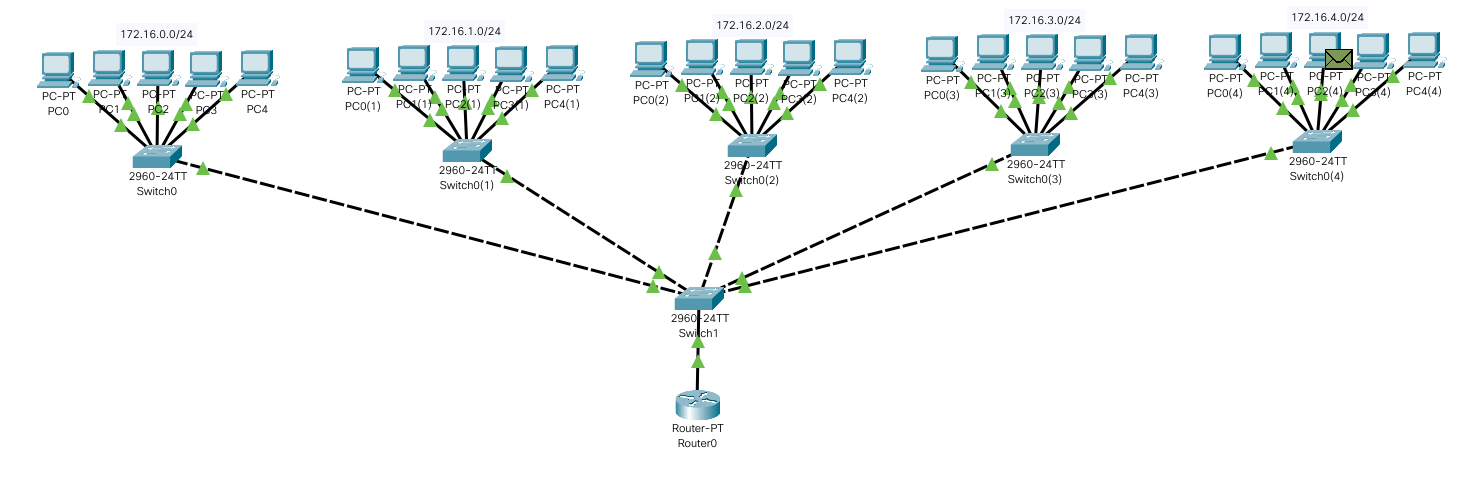 172.16.0.0/24
172.16.1.0/24
172.16.2.0/24
172.16.3.0/24
172.16.4.0/24
PC-PT
PC0
PC-PT
PC1
PC-PT
PC2
PC-PT
PC3
PC-PT
PC4
PC-PT
PC0(1)
PC-PT
PC1(1)
PC-PT
PC2(1)
PC-PT
PC3(1)
PC-PT
PC4(1)
PC-PT
PC0(2)
PC-PT
PC1(2)
PC-PT
PC2(2)
PC-PT
PC3(2)
PC-PT
PC4(2)
PC-PT
PC0(3)
PC-PT
PC1(3)
PC-PT
PC2(3)
PC-PT
PC3(3)
PC-PT
PC4(3)
PC-PT
PC0(4)
PC-PT
PC1(4)
PC-PT
PC2(4)
PC-PT
PC3(4)
PC-PT
PC4(4)
2960-24TT
Switch0
2960-24TT
Switch0(1)
2960-24TT
Switch0(2)
2960-24TT
Switch0(3)
2960-24TT
Switch0(4)
2960-24TT
Switch1
Router-PT
Router0